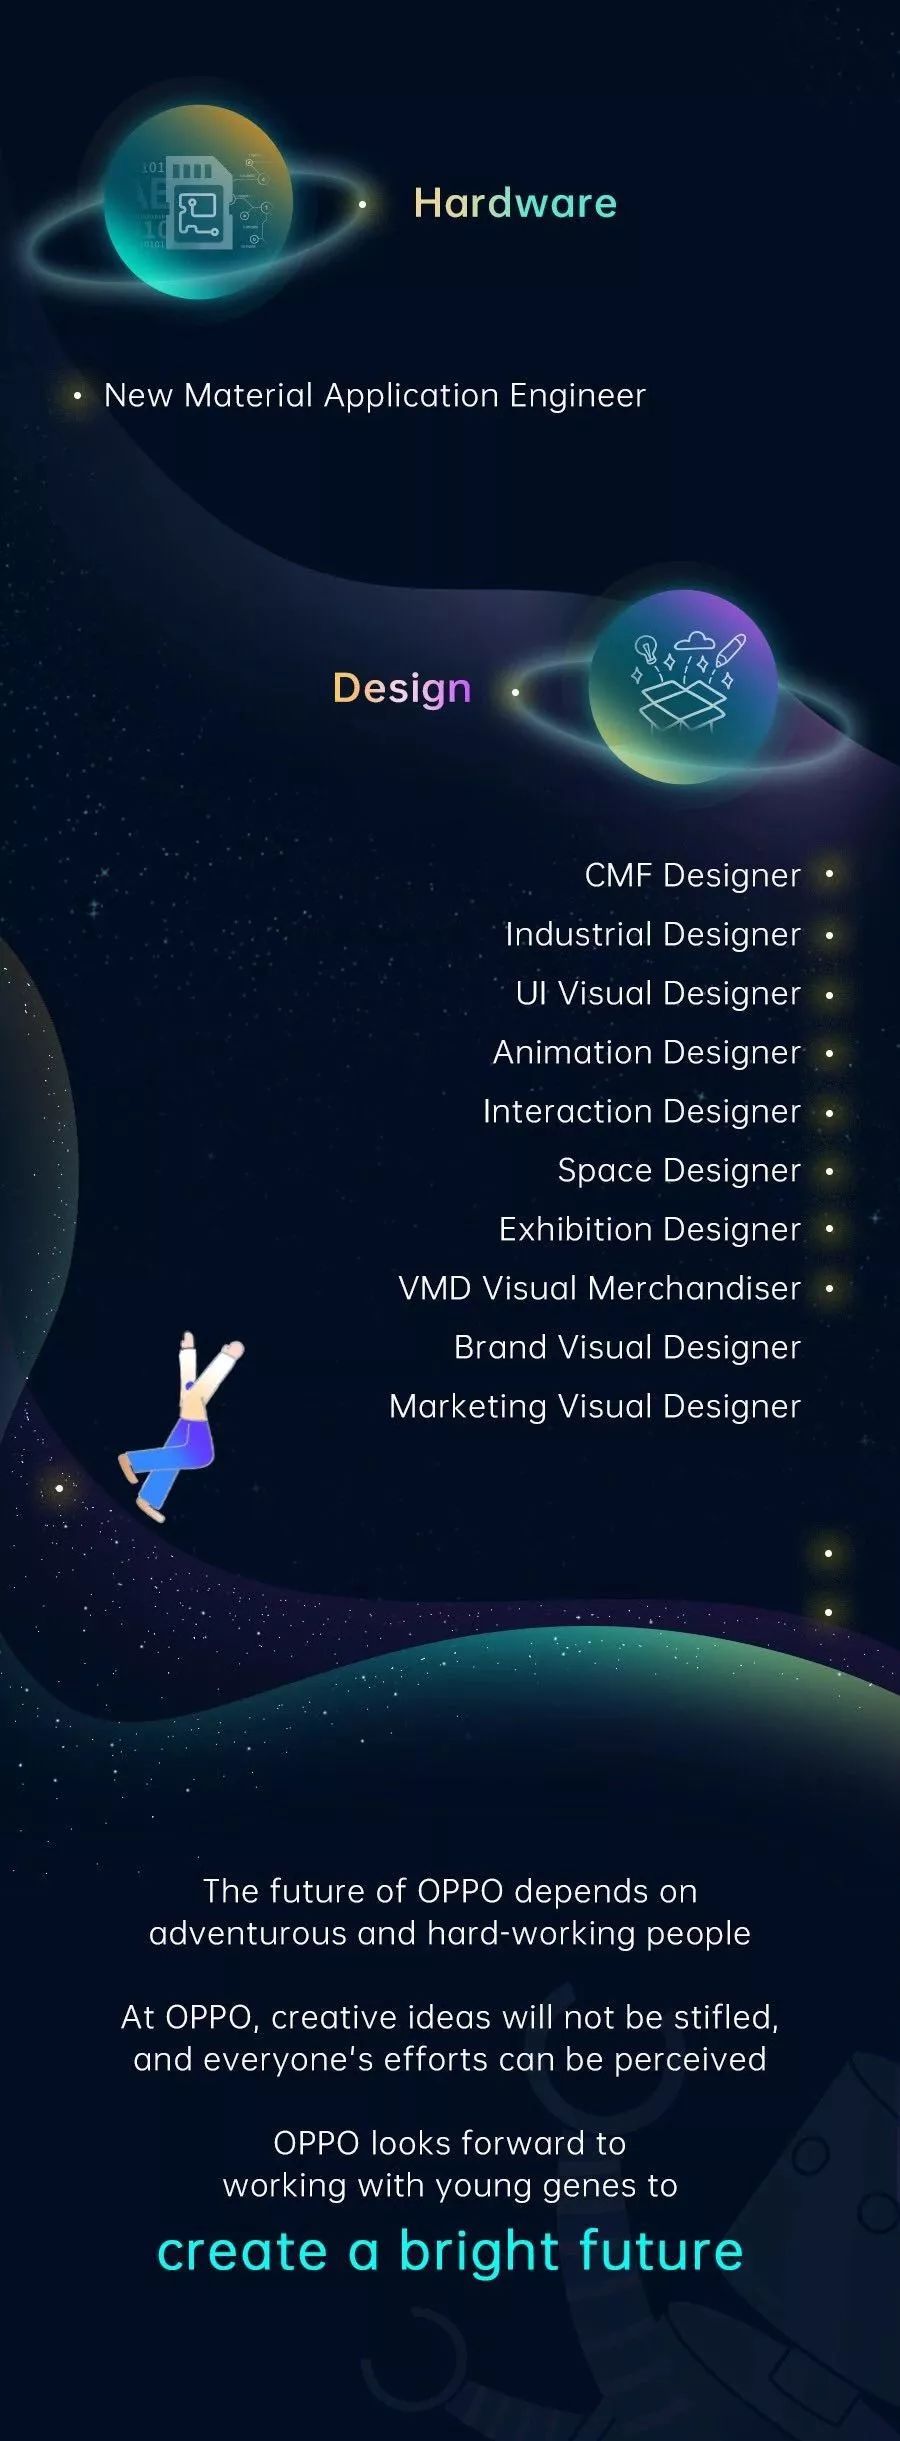 Hardware
New Material Application Engineer
Design
CMF Designer
Industrial Designer
UI Visual Designer
Animation Designer
Interaction Designer
Space Designer
Exhibition Designer
VMD Visual Merchandiser
Brand Visual Designer
Marketing Visual Designer
The future of OPPO depends on
adventurous and hard-working people
At OPPO, creative ideas will not be stifled,
and everyone's efforts can be perceived
OPPO looks forward to
working with young genes to
create a bright future